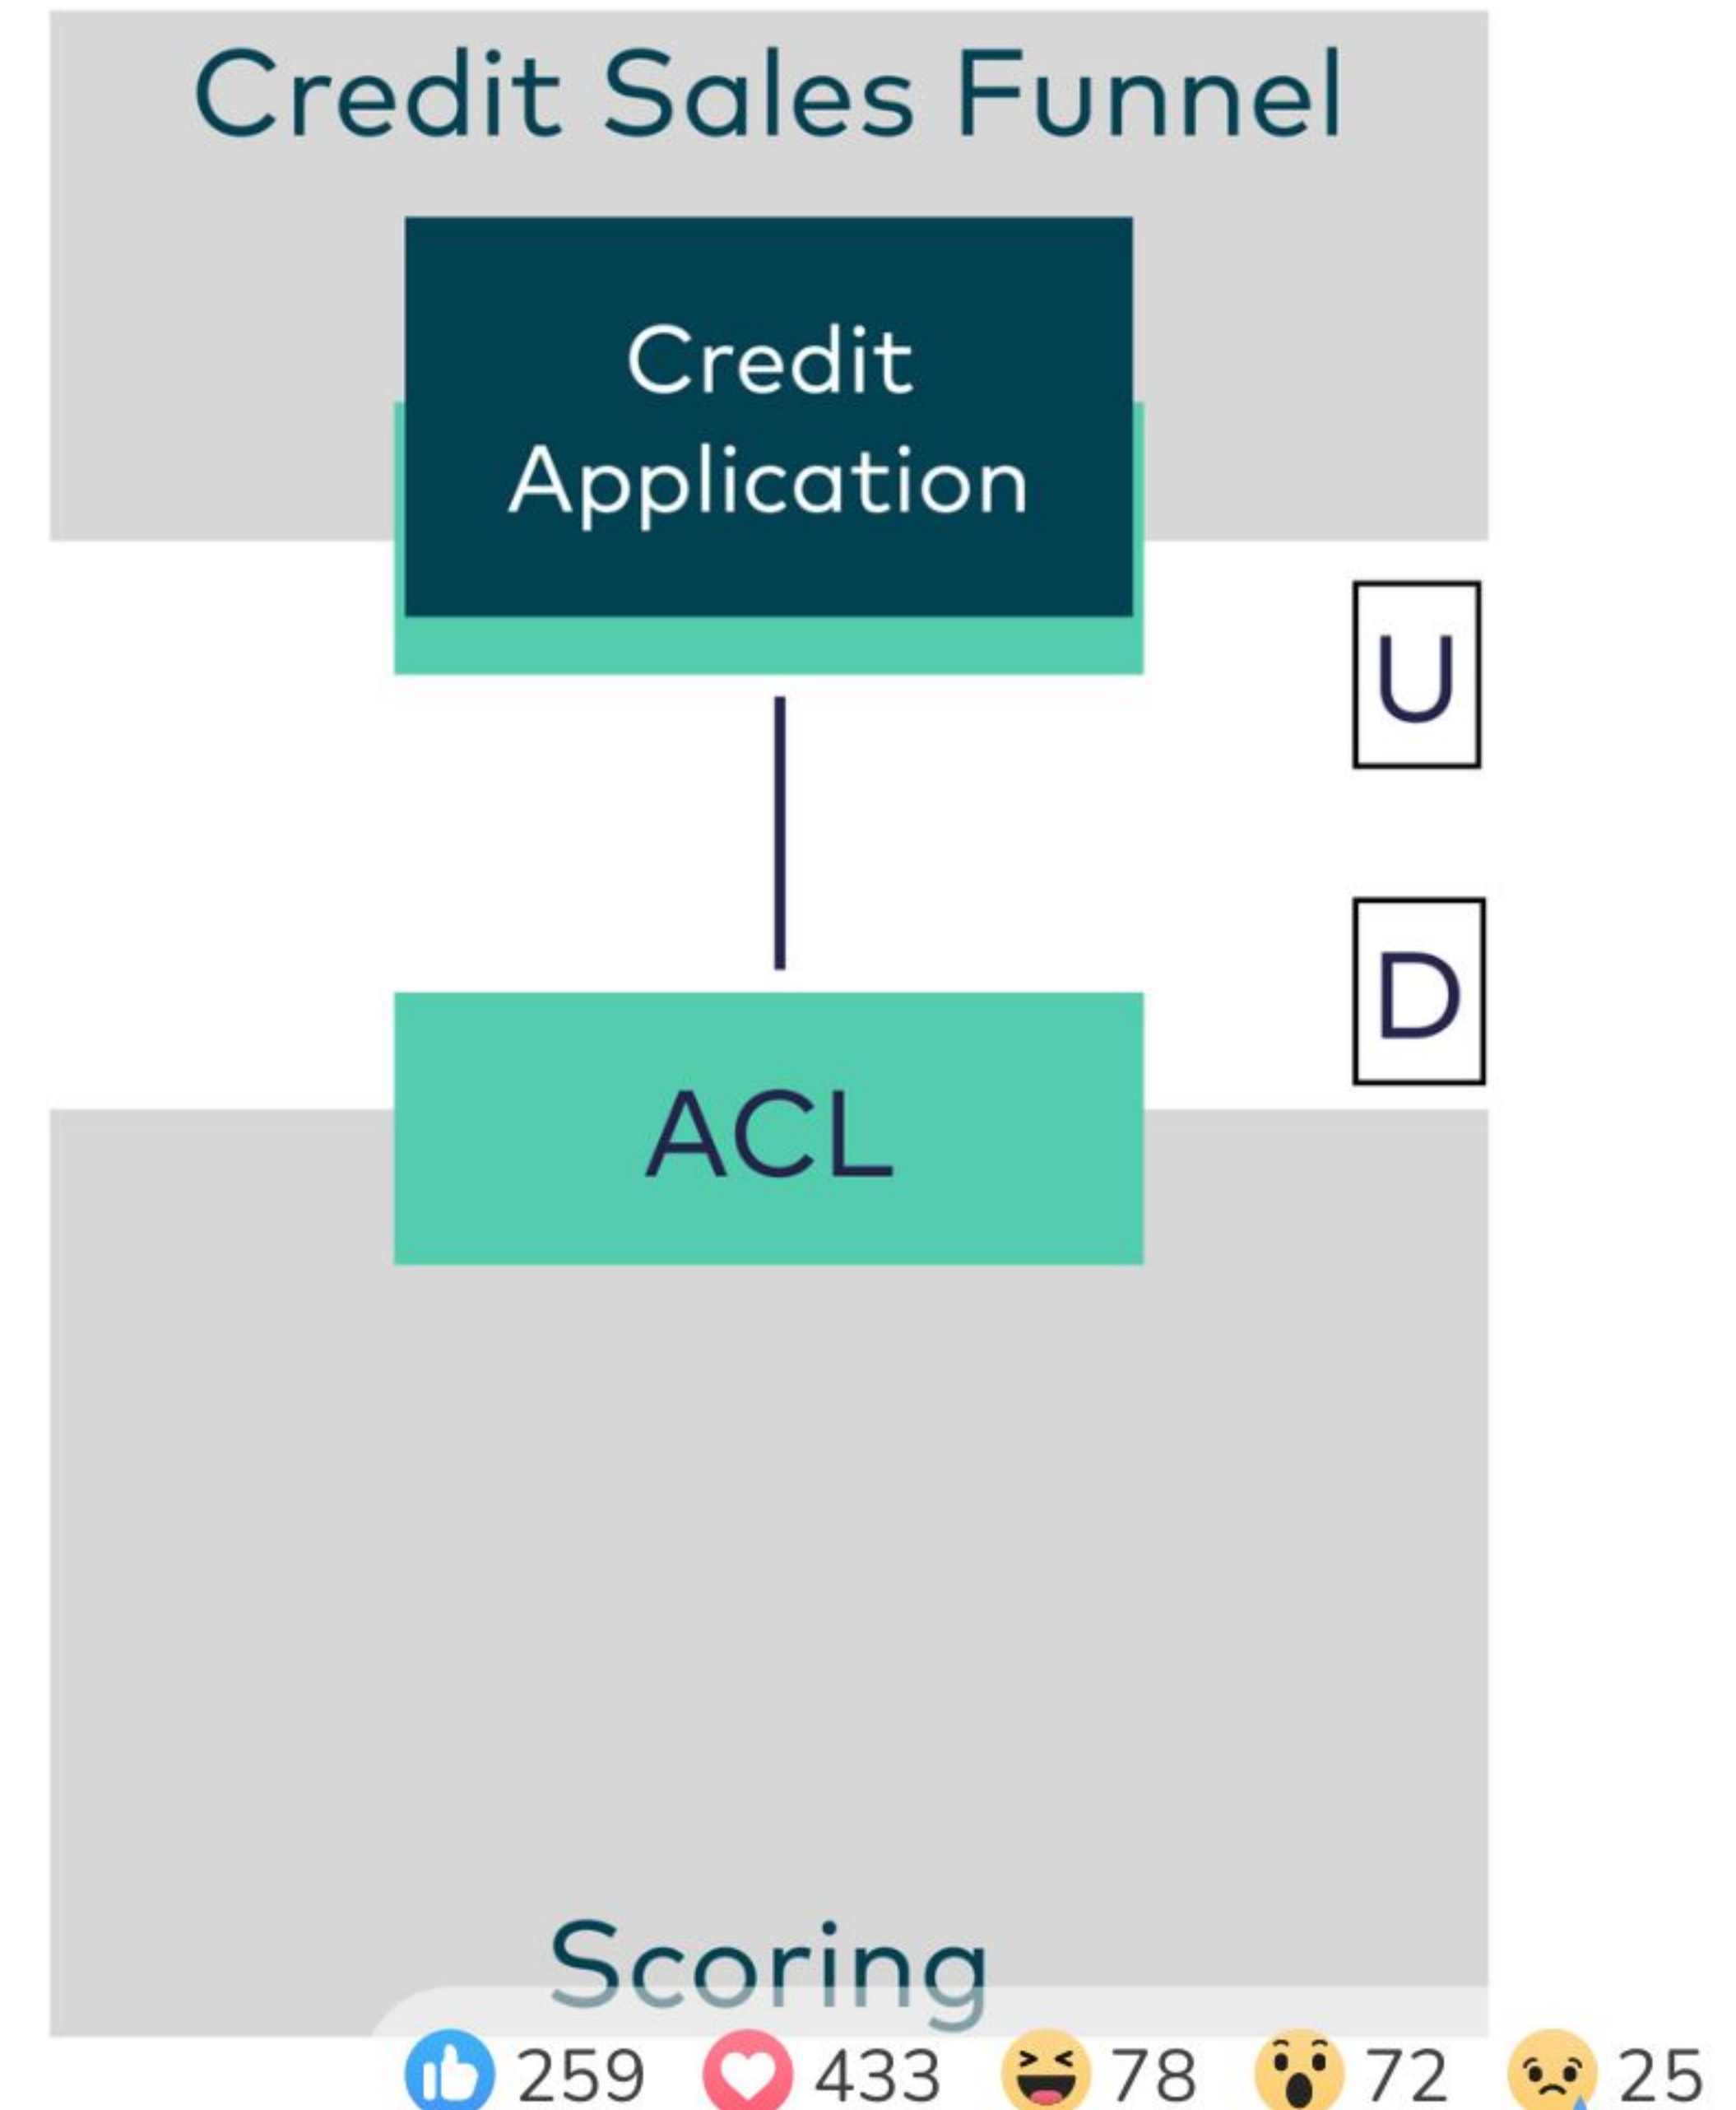 Credit Sales Funnel
Credit
Application
U
D
ACL
Scoring
259 433 78 72 25